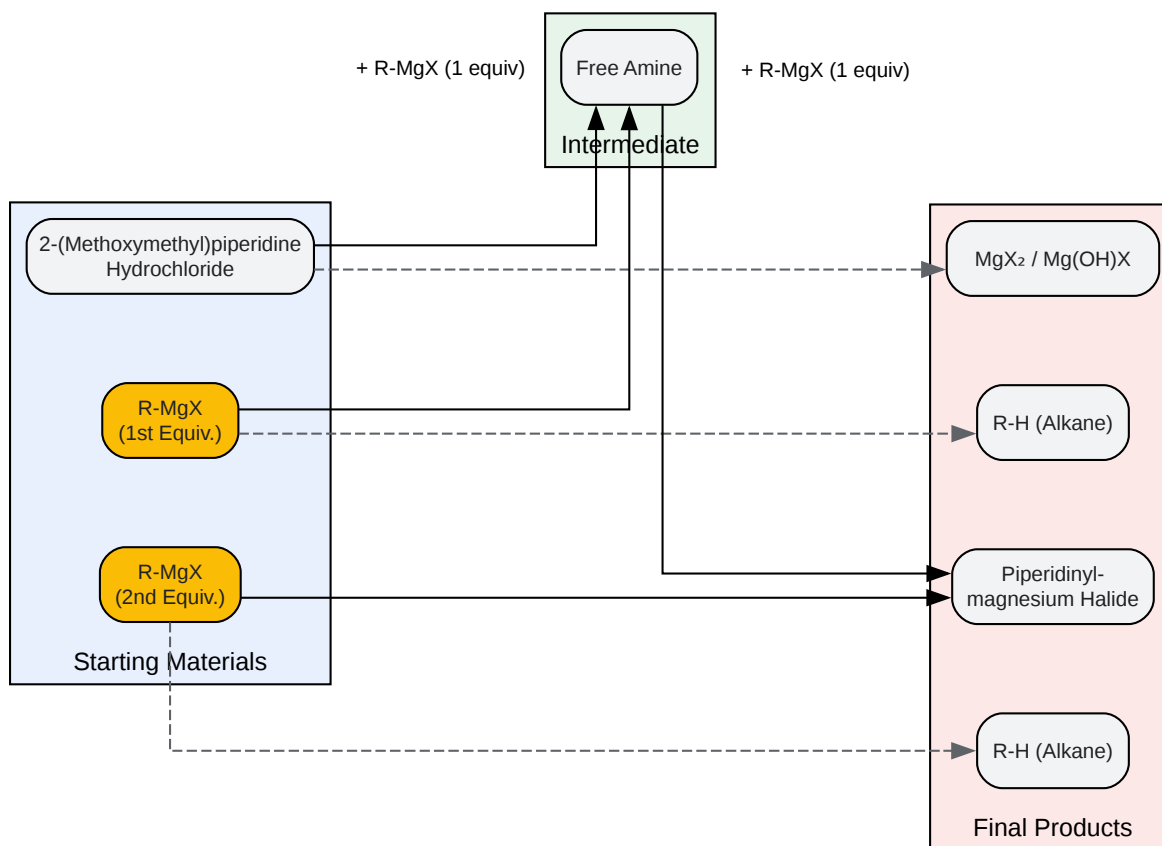 + R-MgX (1 equiv)
Free Amine
+ R-MgX (1 equiv)
Intermediate
2-(Methoxymethyl)piperidine
Hydrochloride
R-MgX
(1st Equiv.)
R-MgX
(2nd Equiv.)
Starting Materials
MgX₂ / Mg(OH)X
R-H (Alkane)
Piperidinyl-
magnesium Halide
R-H (Alkane)
Final Products